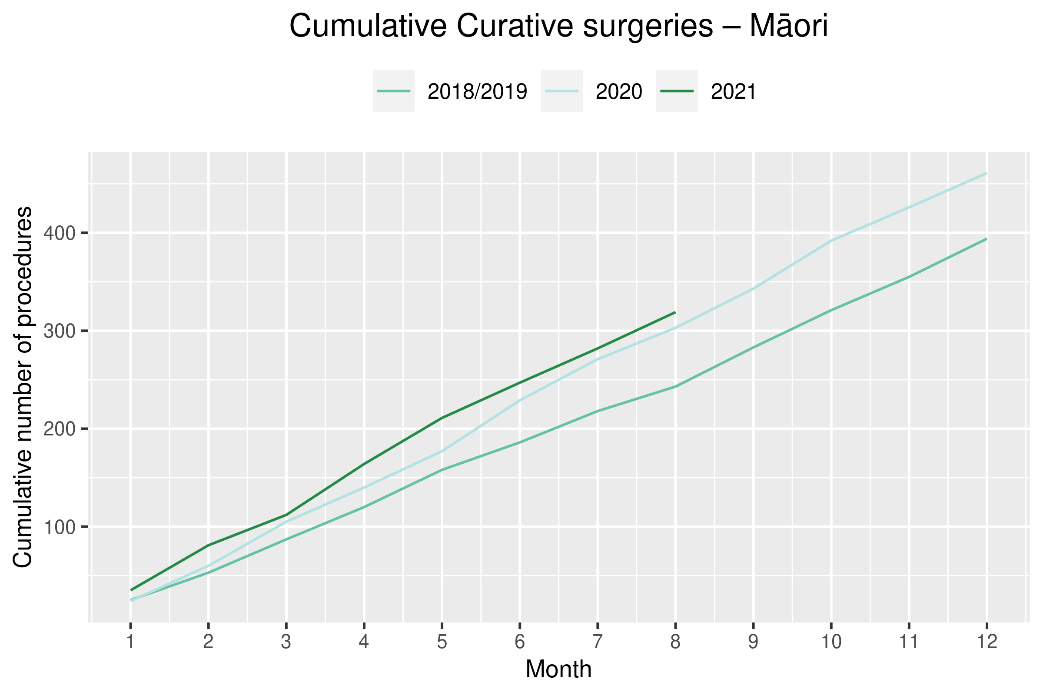 Cumulative Curative surgeries – Māori
2018/2019 2020 2021
Cumulative number of procedures
400
300
200
100
1 2 3 4 5 6 7 8 9 10 11 12
Month